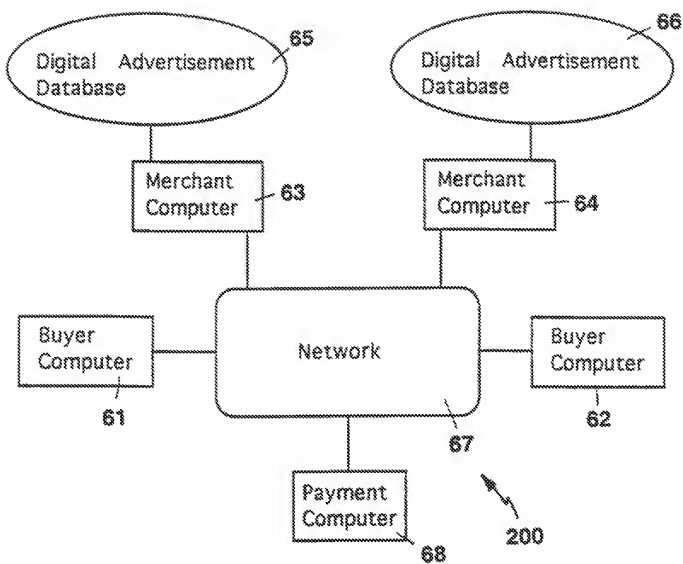 65
66
Digital Advertisement
Database
Digital Advertisement
Database
Merchant
Computer
63
Merchant
Computer
64
Buyer
Computer
61
Network
67
Buyer
Computer
62
Payment
Computer
68
200